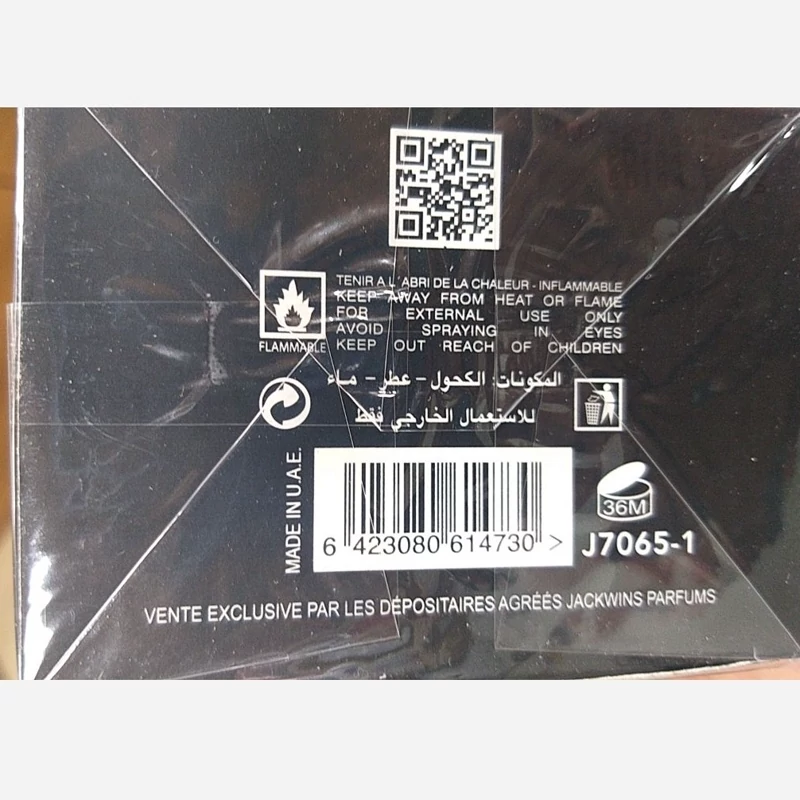 TENIR A L'ABRI DE LA CHALEUR - INFLAMMABLE
KEEP AWAY FROM HEAT OR FLAME
FOR EXTERNAL USE ONLY
AVOID SPRAYING IN EYES
KEEP OUT REACH OF CHILDREN
FLAMMABLE
المكونات: الكحول - عطر - ماء
للاستعمال الخارجي فقط
MADE IN U.A.E.
6 423080 614730 >
36M
J7065-1
VENTE EXCLUSIVE PAR LES DÉPOSITAIRES AGRÉÉS JACKWINS PARFUMS